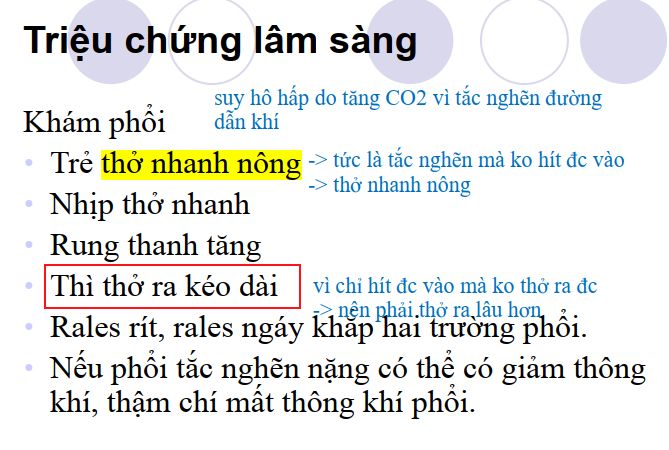 Triệu chứng lâm sàng
suy hô hấp do tăng CO2 vì tắc nghẽn đường
dẫn khí
Khám phổi
Trẻ thở nhanh nông
-> tức là tắc nghẽn mà ko hít đc vào
-> thở nhanh nông
Nhịp thở nhanh
Rung thanh tăng
Thì thở ra kéo dài
vì chỉ hít đc vào mà ko thở ra đc
-> nên phải thở ra lâu hơn
Rales rít, rales ngáy khắp hai trường phổi.
Nếu phổi tắc nghẽn nặng có thể có giảm thông
khí, thậm chí mất thông khí phổi.